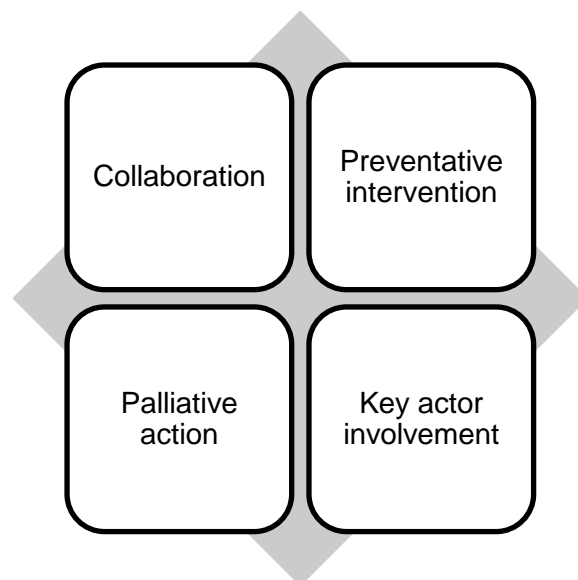 Collaboration
Preventative
intervention
Palliative
action
Key actor
involvement